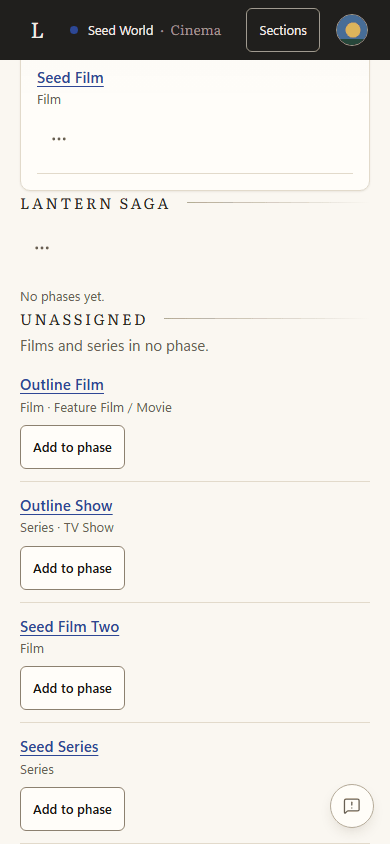 L Seed World · Cinema Sections
Seed Film
Film
...
LANTERN SAGA
...
No phases yet.
UNASSIGNED
Films and series in no phase.
Outline Film
Film · Feature Film / Movie
Add to phase
Outline Show
Series · TV Show
Add to phase
Seed Film Two
Film
Add to phase
Seed Series
Series
Add to phase